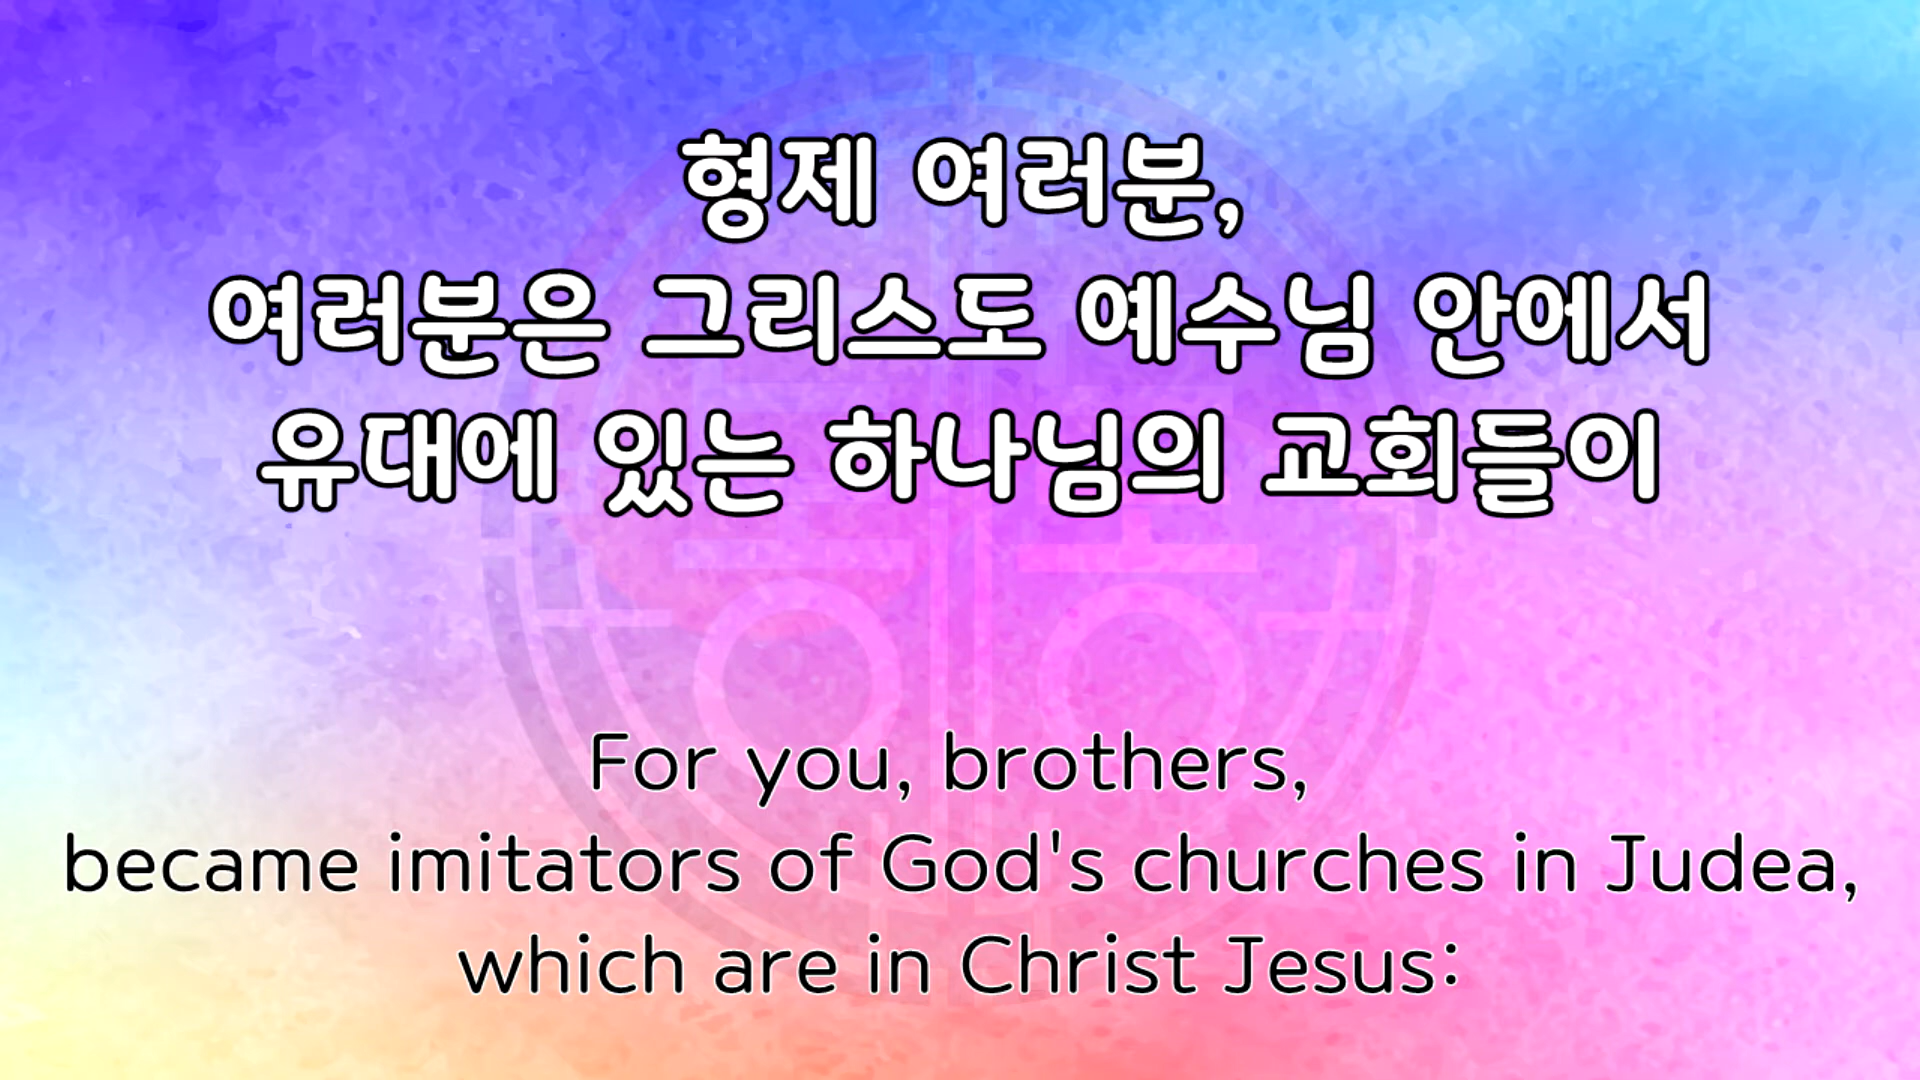 형제 여러분,
여러분은 그리스도 예수님 안에서
유대에 있는 하나님의 교회들이
For you, brothers,
became imitators of God's churches in Judea,
which are in Christ Jesus: